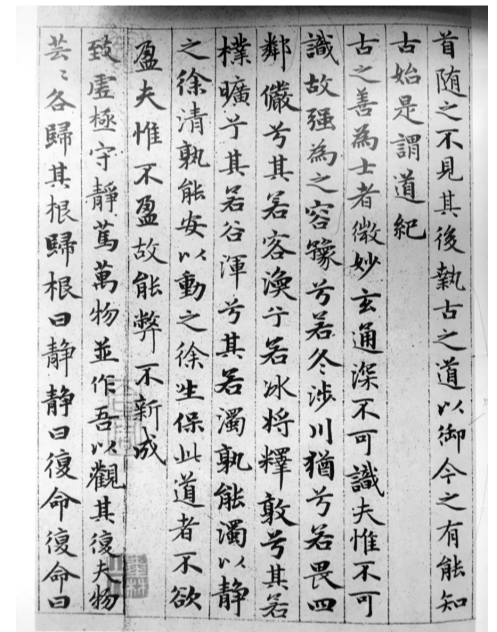 首随之不見其後執古之道以御今之有能知
古始是謂道紀
古之善為士者微妙玄通深不可識夫惟不可
識故强為之容豫兮若冬涉川猶兮若畏四
鄰儼兮其若客渙兮若冰将釋敦兮其若
樸曠兮其若谷渾兮其若濁孰能濁以静
之徐清孰能安以動之徐生保此道者不欲
盈夫惟不盈故能弊不新成
致虛極守靜篤萬物並作吾以觀其復夫物
芸〻各歸其根歸根曰静静曰復命復命曰